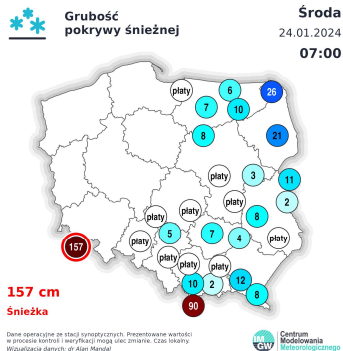 Grubość
pokrywy śnieżnej
Środa
24.01.2024
07:00
płaty
6
26
7
10
8
21
płaty
3
11
2
płaty
płaty
płaty
8
5
7
4
płaty
płaty
157
płaty
płaty
płaty
12
10
2
8
90
157 cm
Śnieżka
Dane operacyjne ze stacji synoptycznych. Prezentowane wartości
w procesie kontroli i weryfikacji mogą ulec zmianie. Czas lokalny.
Wizualizacja danych: dr Alan Mandal
IM
GW
Centrum
Modelowania
Meteorologicznego